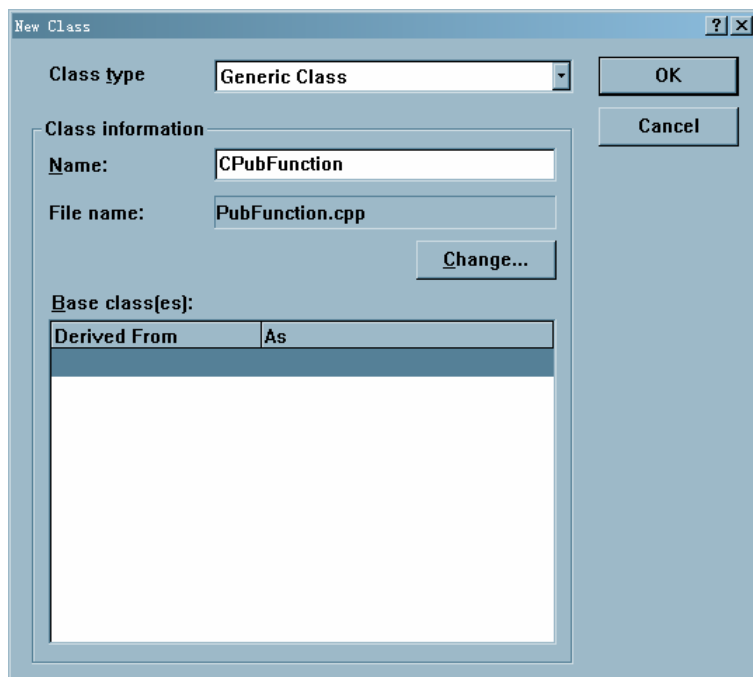 New Class
Class type Generic Class OK
Cancel
Class information
Name: CPubFunction
File name: PubFunction.cpp
Change...
Base class(es):
Derived From As